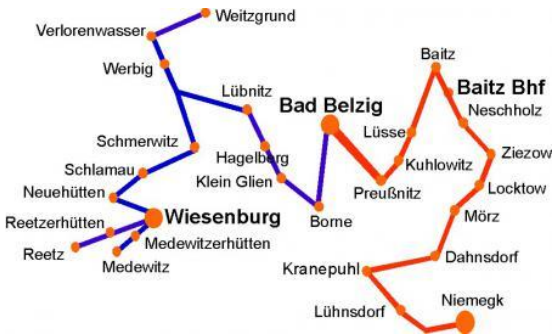 Weitzgrund
Verlorenwasser
Baitz
Werbig
Baitz Bhf
Lübnitz
Bad Belzig
Neschholz
Lüsse
Schmerwitz
Hagelberg
Ziezow
Kuhlowitz
Schlamau
Klein Glien
Preußnitz
Locktow
Neuehütten
Borne
Mörz
Wiesenburg
Reetzerhütten
Medewitzerhütten
Reetz
Dahnsdorf
Medewitz
Kranepuhl
Niemegk
Lühnsdorf